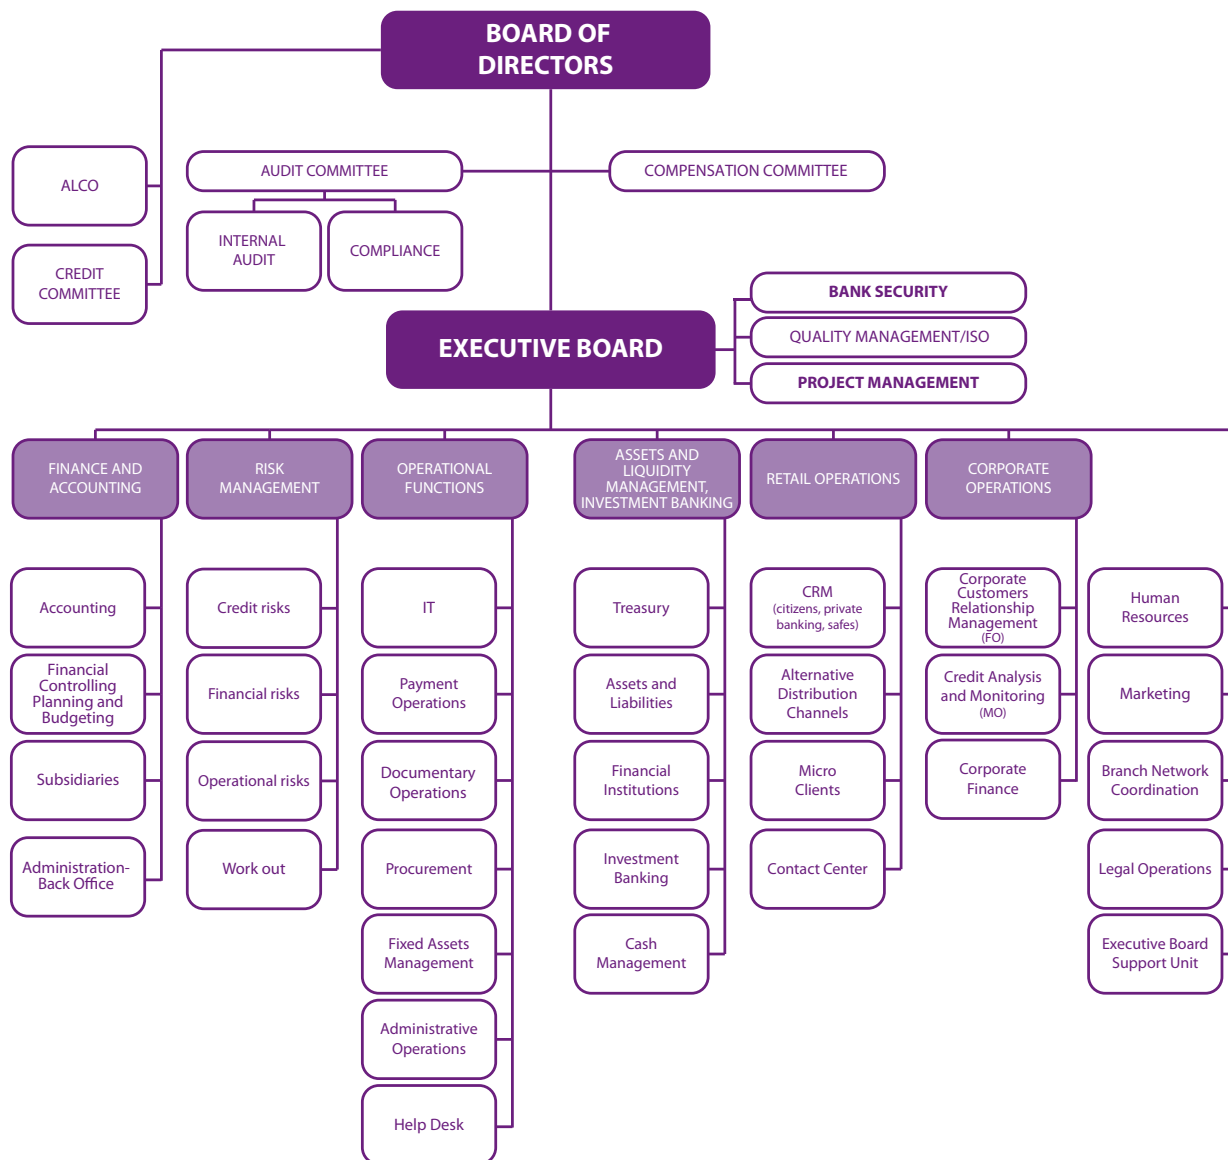 BOARD OF
DIRECTORS
ALCO
AUDIT COMMITTEE
COMPENSATION COMMITTEE
INTERNAL
AUDIT
COMPLIANCE
CREDIT
COMMITTEE
BANK SECURITY
EXECUTIVE BOARD
QUALITY MANAGEMENT/ISO
PROJECT MANAGEMENT
FINANCE AND
ACCOUNTING
RISK
MANAGEMENT
OPERATIONAL
FUNCTIONS
ASSETS AND
LIQUIDITY
MANAGEMENT,
INVESTMENT BANKING
RETAIL OPERATIONS
CORPORATE
OPERATIONS
Accounting
Financial
Controlling
Planning and
Budgeting
Subsidiaries
Administration-
Back Office
Credit risks
Financial risks
Operational risks
Work out
IT
Payment
Operations
Documentary
Operations
Procurement
Fixed Assets
Management
Administrative
Operations
Help Desk
Treasury
Assets and
Liabilities
Financial
Institutions
Investment
Banking
Cash
Management
CRM
(citizens, private
banking, safes)
Alternative
Distribution
Channels
Micro
Clients
Contact Center
Corporate
Customers
Relationship
Management
(FO)
Credit Analysis
and Monitoring
(MO)
Corporate
Finance
Human
Resources
Marketing
Branch Network
Coordination
Legal Operations
Executive Board
Support Unit